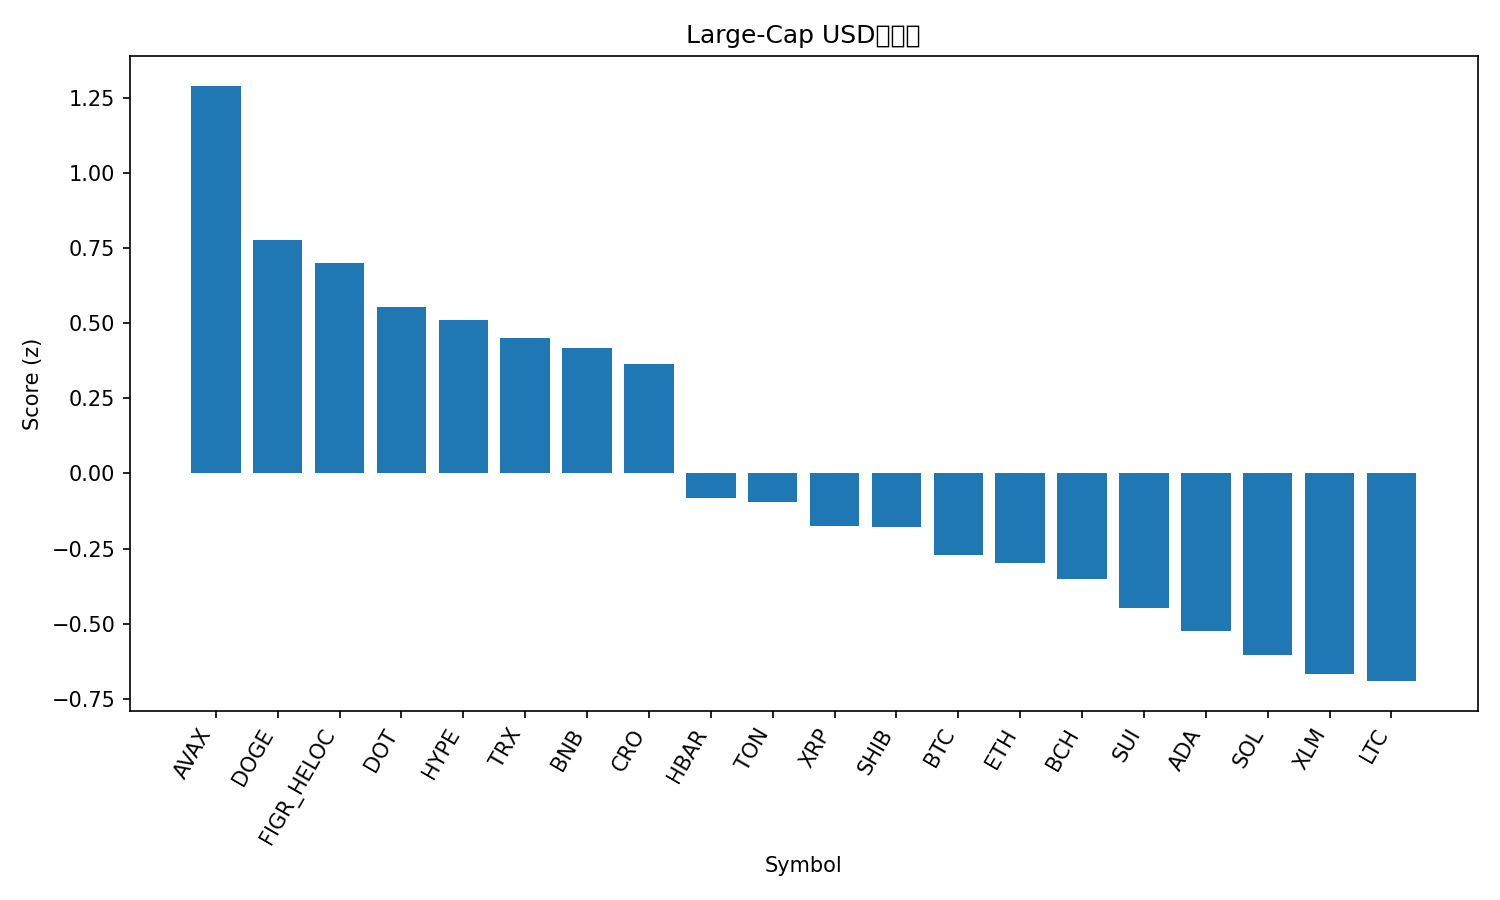 Large-Cap USD
1.25
1.00
0.75
0.50
0.25
0.00
−0.25
−0.50
−0.75
Score (z)
AVAX
DOGE
FIGR_HELOC
DOT
HYPE
TRX
BNB
CRO
HBAR
TON
XRP
SHIB
BTC
ETH
BCH
SUI
ADA
SOL
XLM
LTC
Symbol